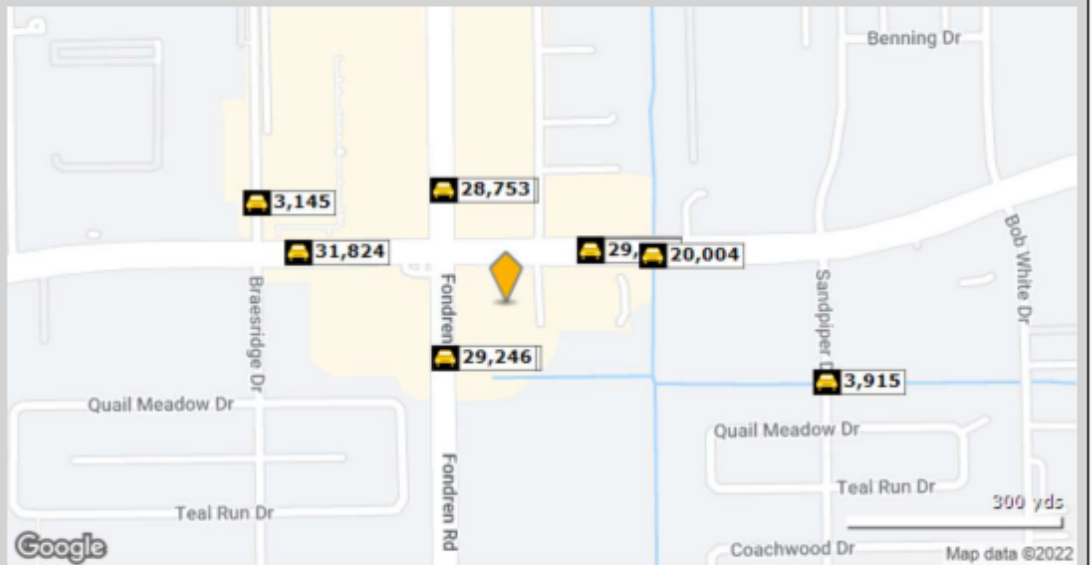 Benning Dr
28,753
3,145
31,824
29,
20,004
Bob White Dr
Braesridge Dr
Fondren
Sandpiper D
29,246
3,915
Quail Meadow Dr
Quail Meadow Dr
Fondren Rd
Teal Run Dr
Teal Run Dr
300 yds
Google
Coachwood Dr
Map data ©2022